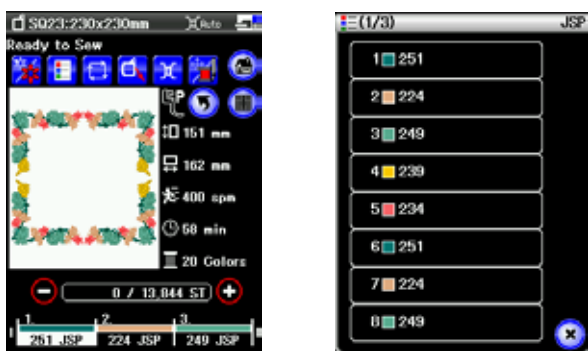 SQ23:230x230mm Auto
Ready to Sew
P
151 mm
162 mm
400 spm
58 min
20 Colors
0 / 13,844 ST
1. 2. 3.
251 JSP 224 JSP 249 JSP
(1/3) JSP
1 251
2 224
3 249
4 239
5 234
6 251
7 224
8 249